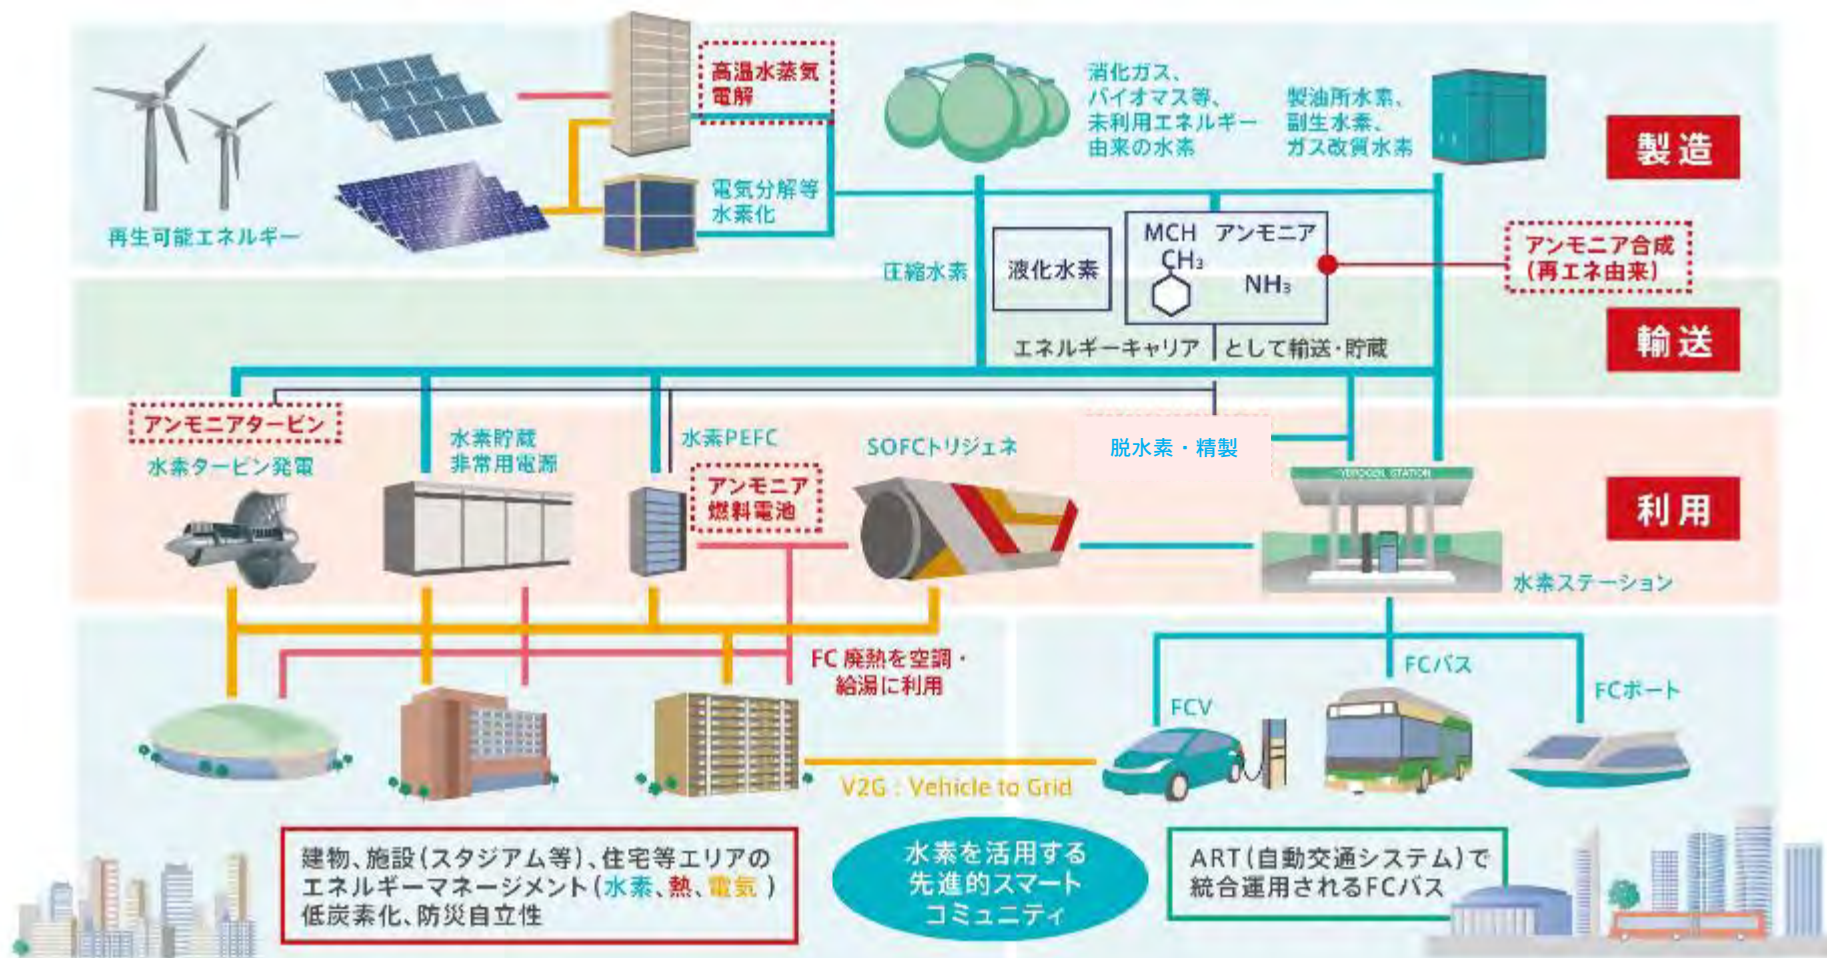 高温水蒸気
電解
消化ガス、
バイオマス等、
未利用エネルギー
由来の水素
製油所水素、
副生水素、
ガス改質水素
製造
電気分解等
水素化
再生可能エネルギー
圧縮水素
液化水素
MCH
CH₃
アンモニア
NH₃
アンモニア合成
(再エネ由来)
エネルギーキャリア
として輸送・貯蔵
輸送
アンモニアタービン
水素タービン発電
水素貯蔵
非常用電源
水素PEFC
アンモニア
燃料電池
SOFCトリジェネ
脱水素・精製
HYDROGEN STATION
利用
水素ステーション
FC 廃熱を空調・
給湯に利用
FCV
FCバス
FCボート
V2G : Vehicle to Grid
建物、施設(スタジアム等)、住宅等エリアの
エネルギーマネージメント(水素、熱、電気)
低炭素化、防災自立性
水素を活用する
先進的スマート
コミュニティ
ART(自動交通システム)で
統合運用されるFCバス